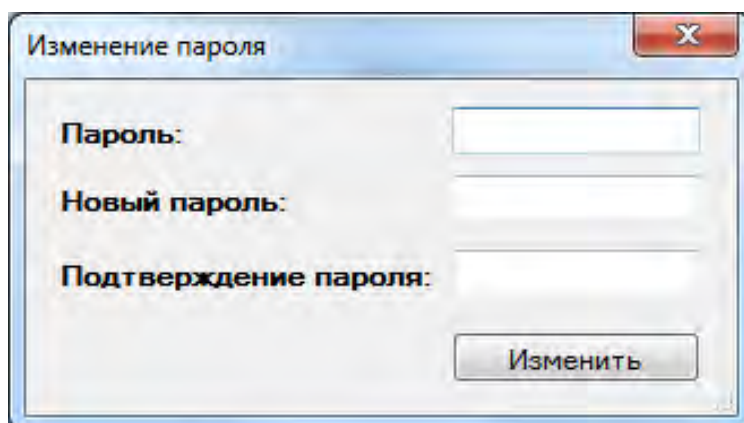 Изменение пароля
Пароль:
Новый пароль:
Подтверждение пароля:
Изменить